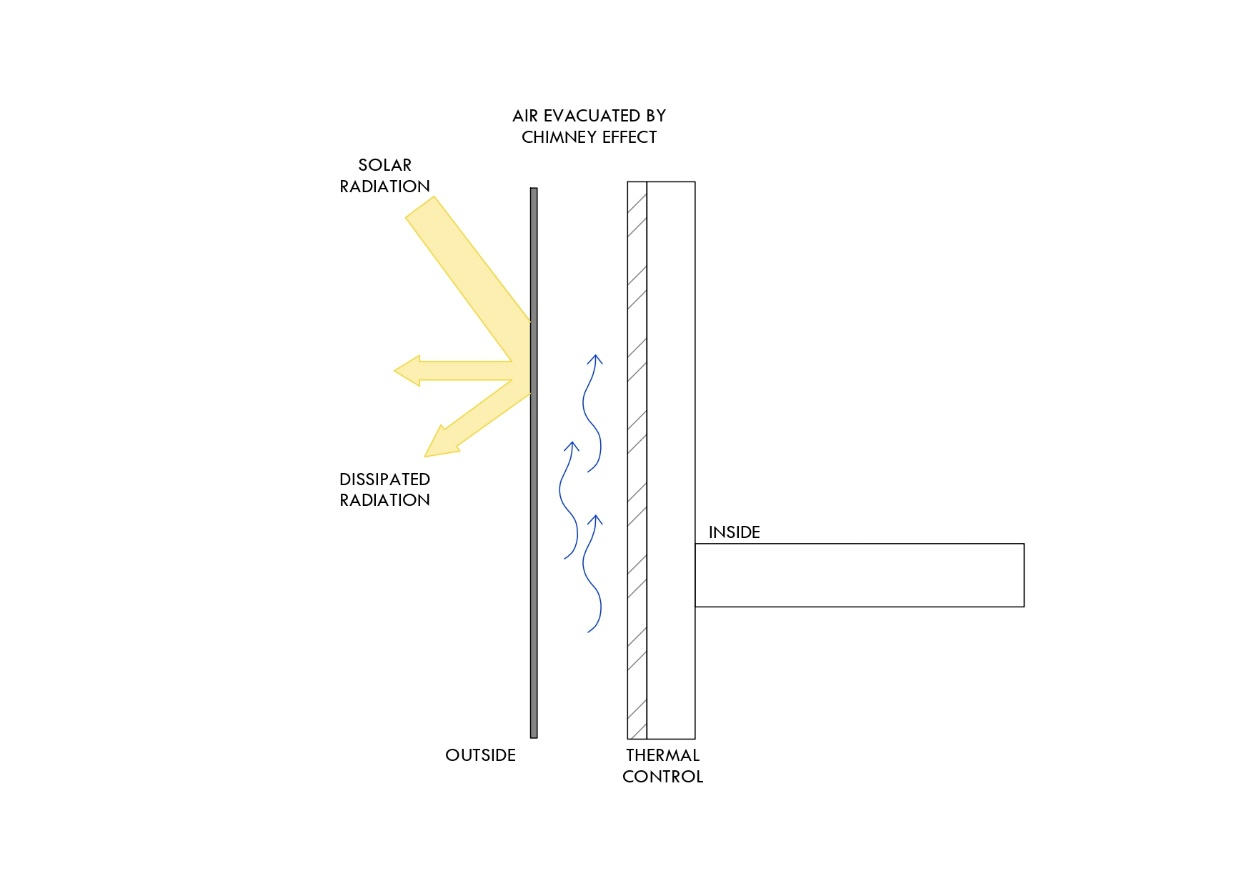 AIR EVACUATED BY
CHIMNEY EFFECT
SOLAR
RADIATION
DISSIPATED
RADIATION
INSIDE
OUTSIDE
THERMAL
CONTROL